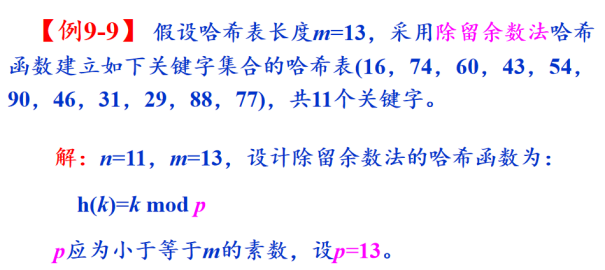 【例9-9】 假设哈希表长度m=13，采用除留余数法哈希
函数建立如下关键字集合的哈希表(16，74，60，43，54，
90，46，31，29，88，77)，共11个关键字。
解：n=11，m=13，设计除留余数法的哈希函数为：
h(k)=k mod p
p应为小于等于m的素数，设p=13。